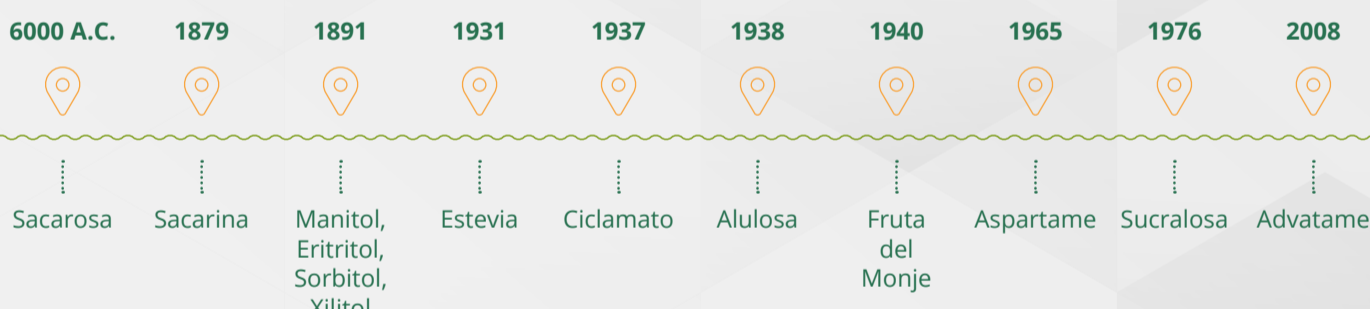 6000 A.C. 1879 1891 1931 1937 1938 1940 1965 1976 2008
Sacarosa Sacarina Manitol, Estevia Ciclamato Alulosa Fruta Aspartame Sucralosa Advatame
Eritritol, del
Sorbitol, Monje
Xilitol